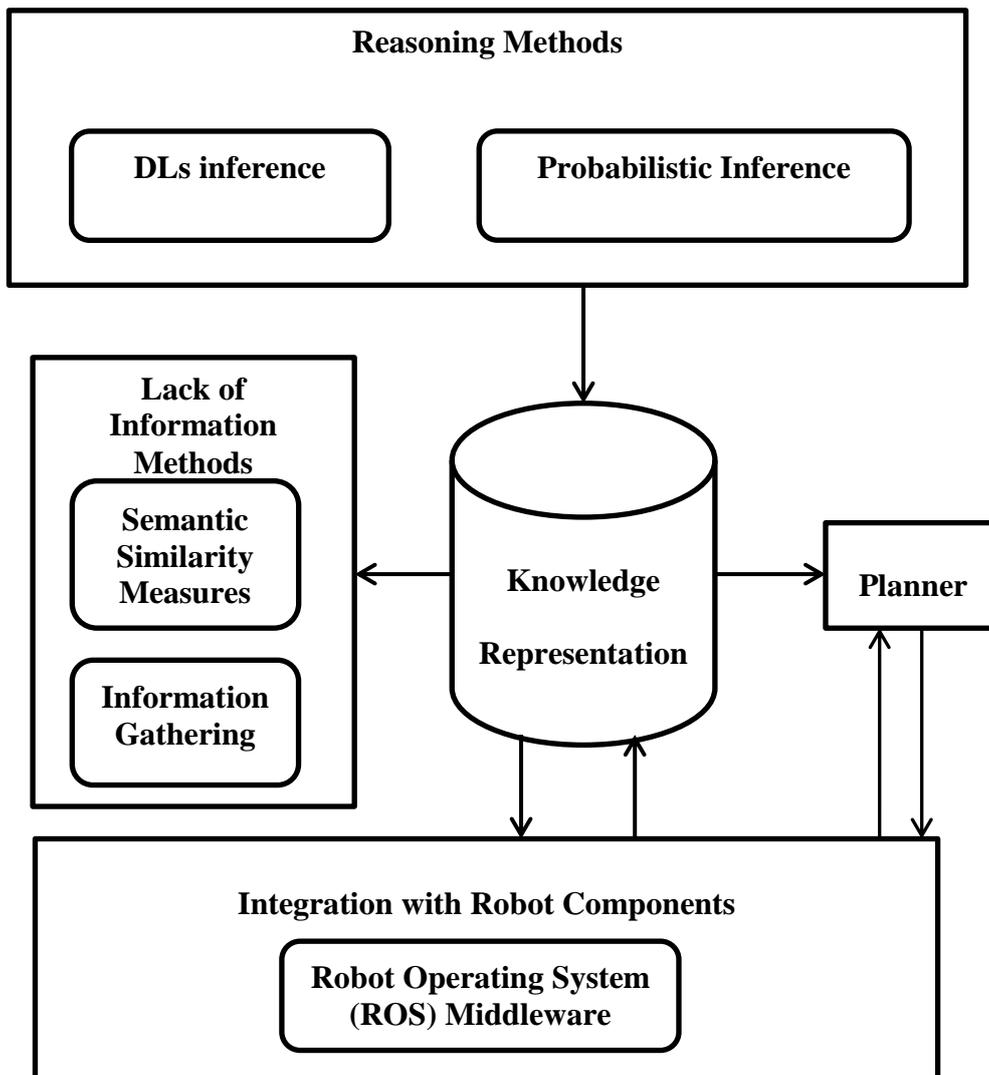 Reasoning Methods
DLs inference
Probabilistic Inference
Lack of
Information
Methods
Semantic
Similarity
Measures
Information
Gathering
Knowledge
Representation
Planner
Integration with Robot Components
Robot Operating System
(ROS) Middleware